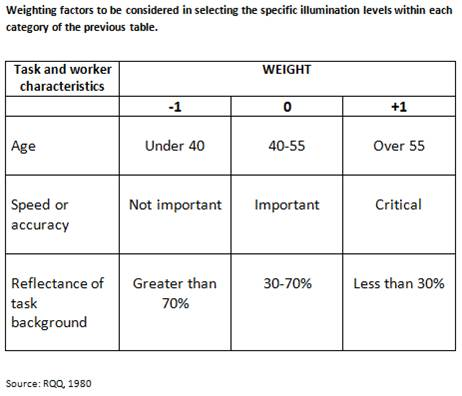 Weighting factors to be considered in selecting the specific illumination levels within each
category of the previous table.
Task and worker WEIGHT
characteristics
-1 0 +1
Age Under 40 40-55 Over 55
Speed or Not important Important Critical
accuracy
Reflectance of Greater than 30-70% Less than 30%
task 70%
background
Source: RQQ, 1980